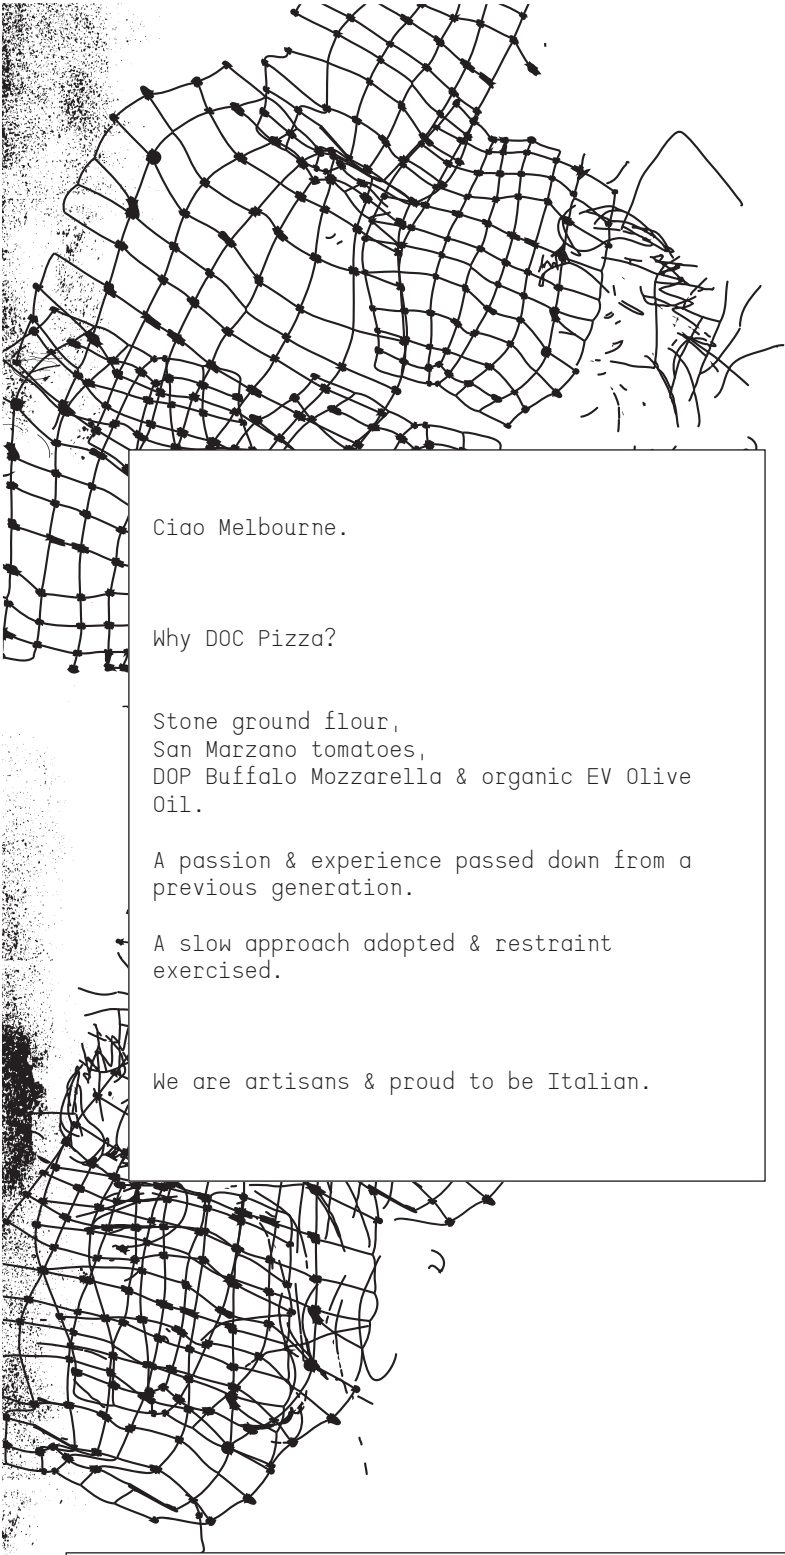 Ciao Melbourne.
Why DOC Pizza?
Stone ground flour,
San Marzano tomatoes,
DOP Buffalo Mozzarella & organic EV Olive
Oil.
A passion & experience passed down from a
previous generation.
A slow approach adopted & restraint
exercised.
We are artisans & proud to be Italian.